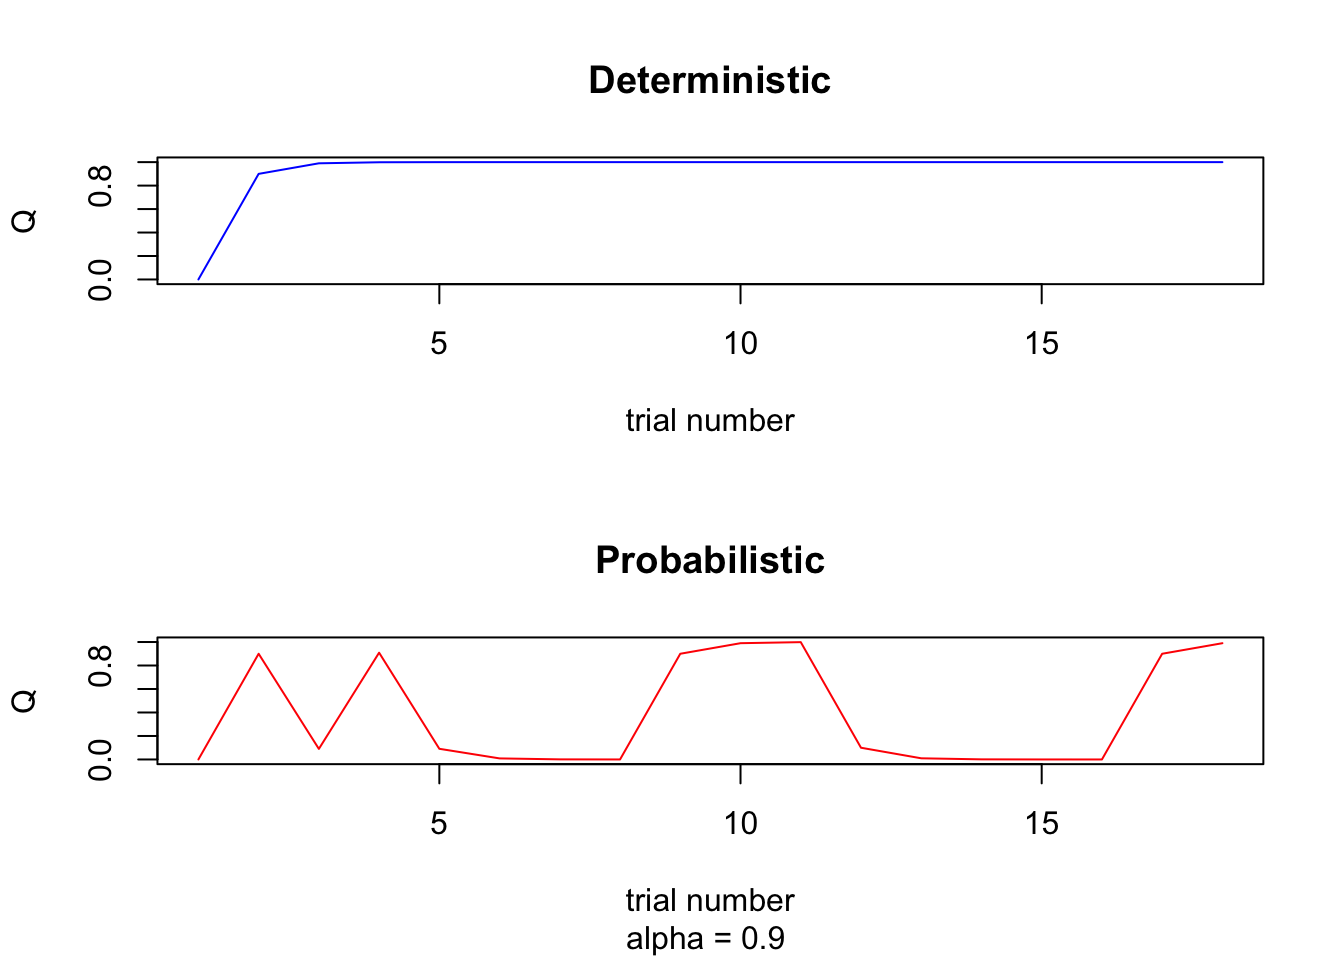 Deterministic
Q
0.8
0.0
5 10 15
trial number
Probabilistic
Q
0.8
0.0
5 10 15
trial number
alpha = 0.9